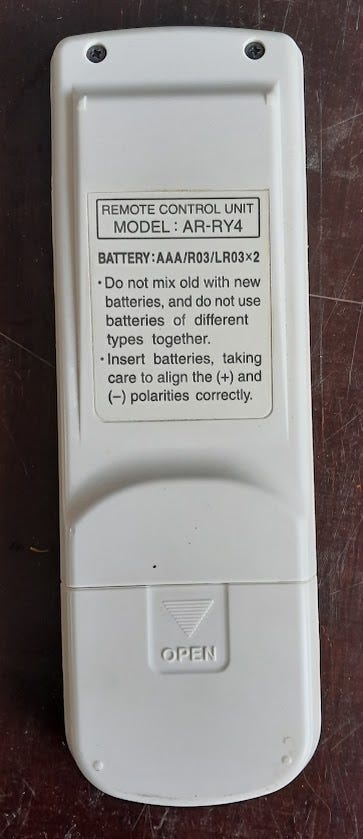 REMOTE CONTROL UNIT
MODEL : AR-RY4
BATTERY:AAA/R03/LR03×2
• Do not mix old with new
batteries, and do not use
batteries of different
types together.
• Insert batteries, taking
care to align the (+) and
(−) polarities correctly.
OPEN